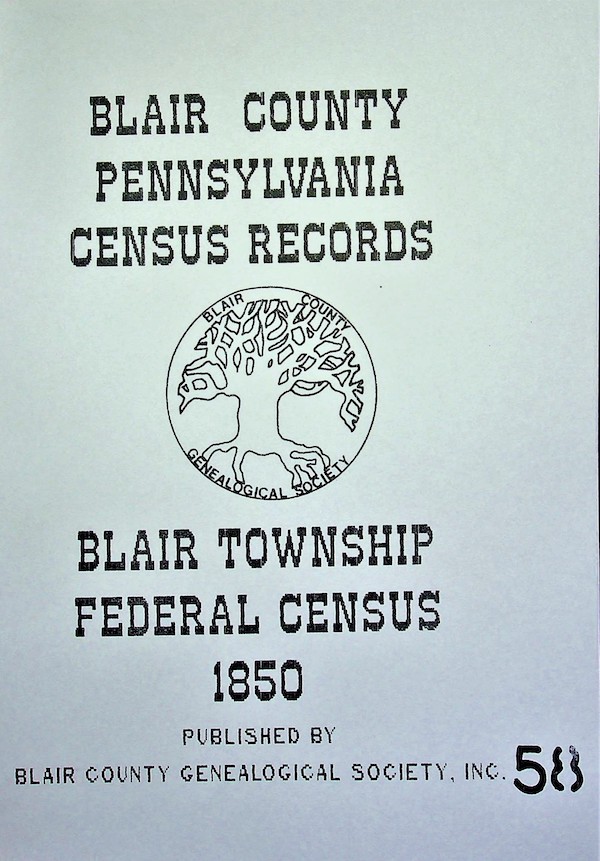 BLAIR COUNTY
PENNSYLVANIA
CENSUS RECORDS
BLAIR COUNTY
GENEALOGICAL SOCIETY
BLAIR TOWNSHIP
FEDERAL CENSUS
1850
PUBLISHED BY
BLAIR COUNTY GENEALOGICAL SOCIETY, INC.